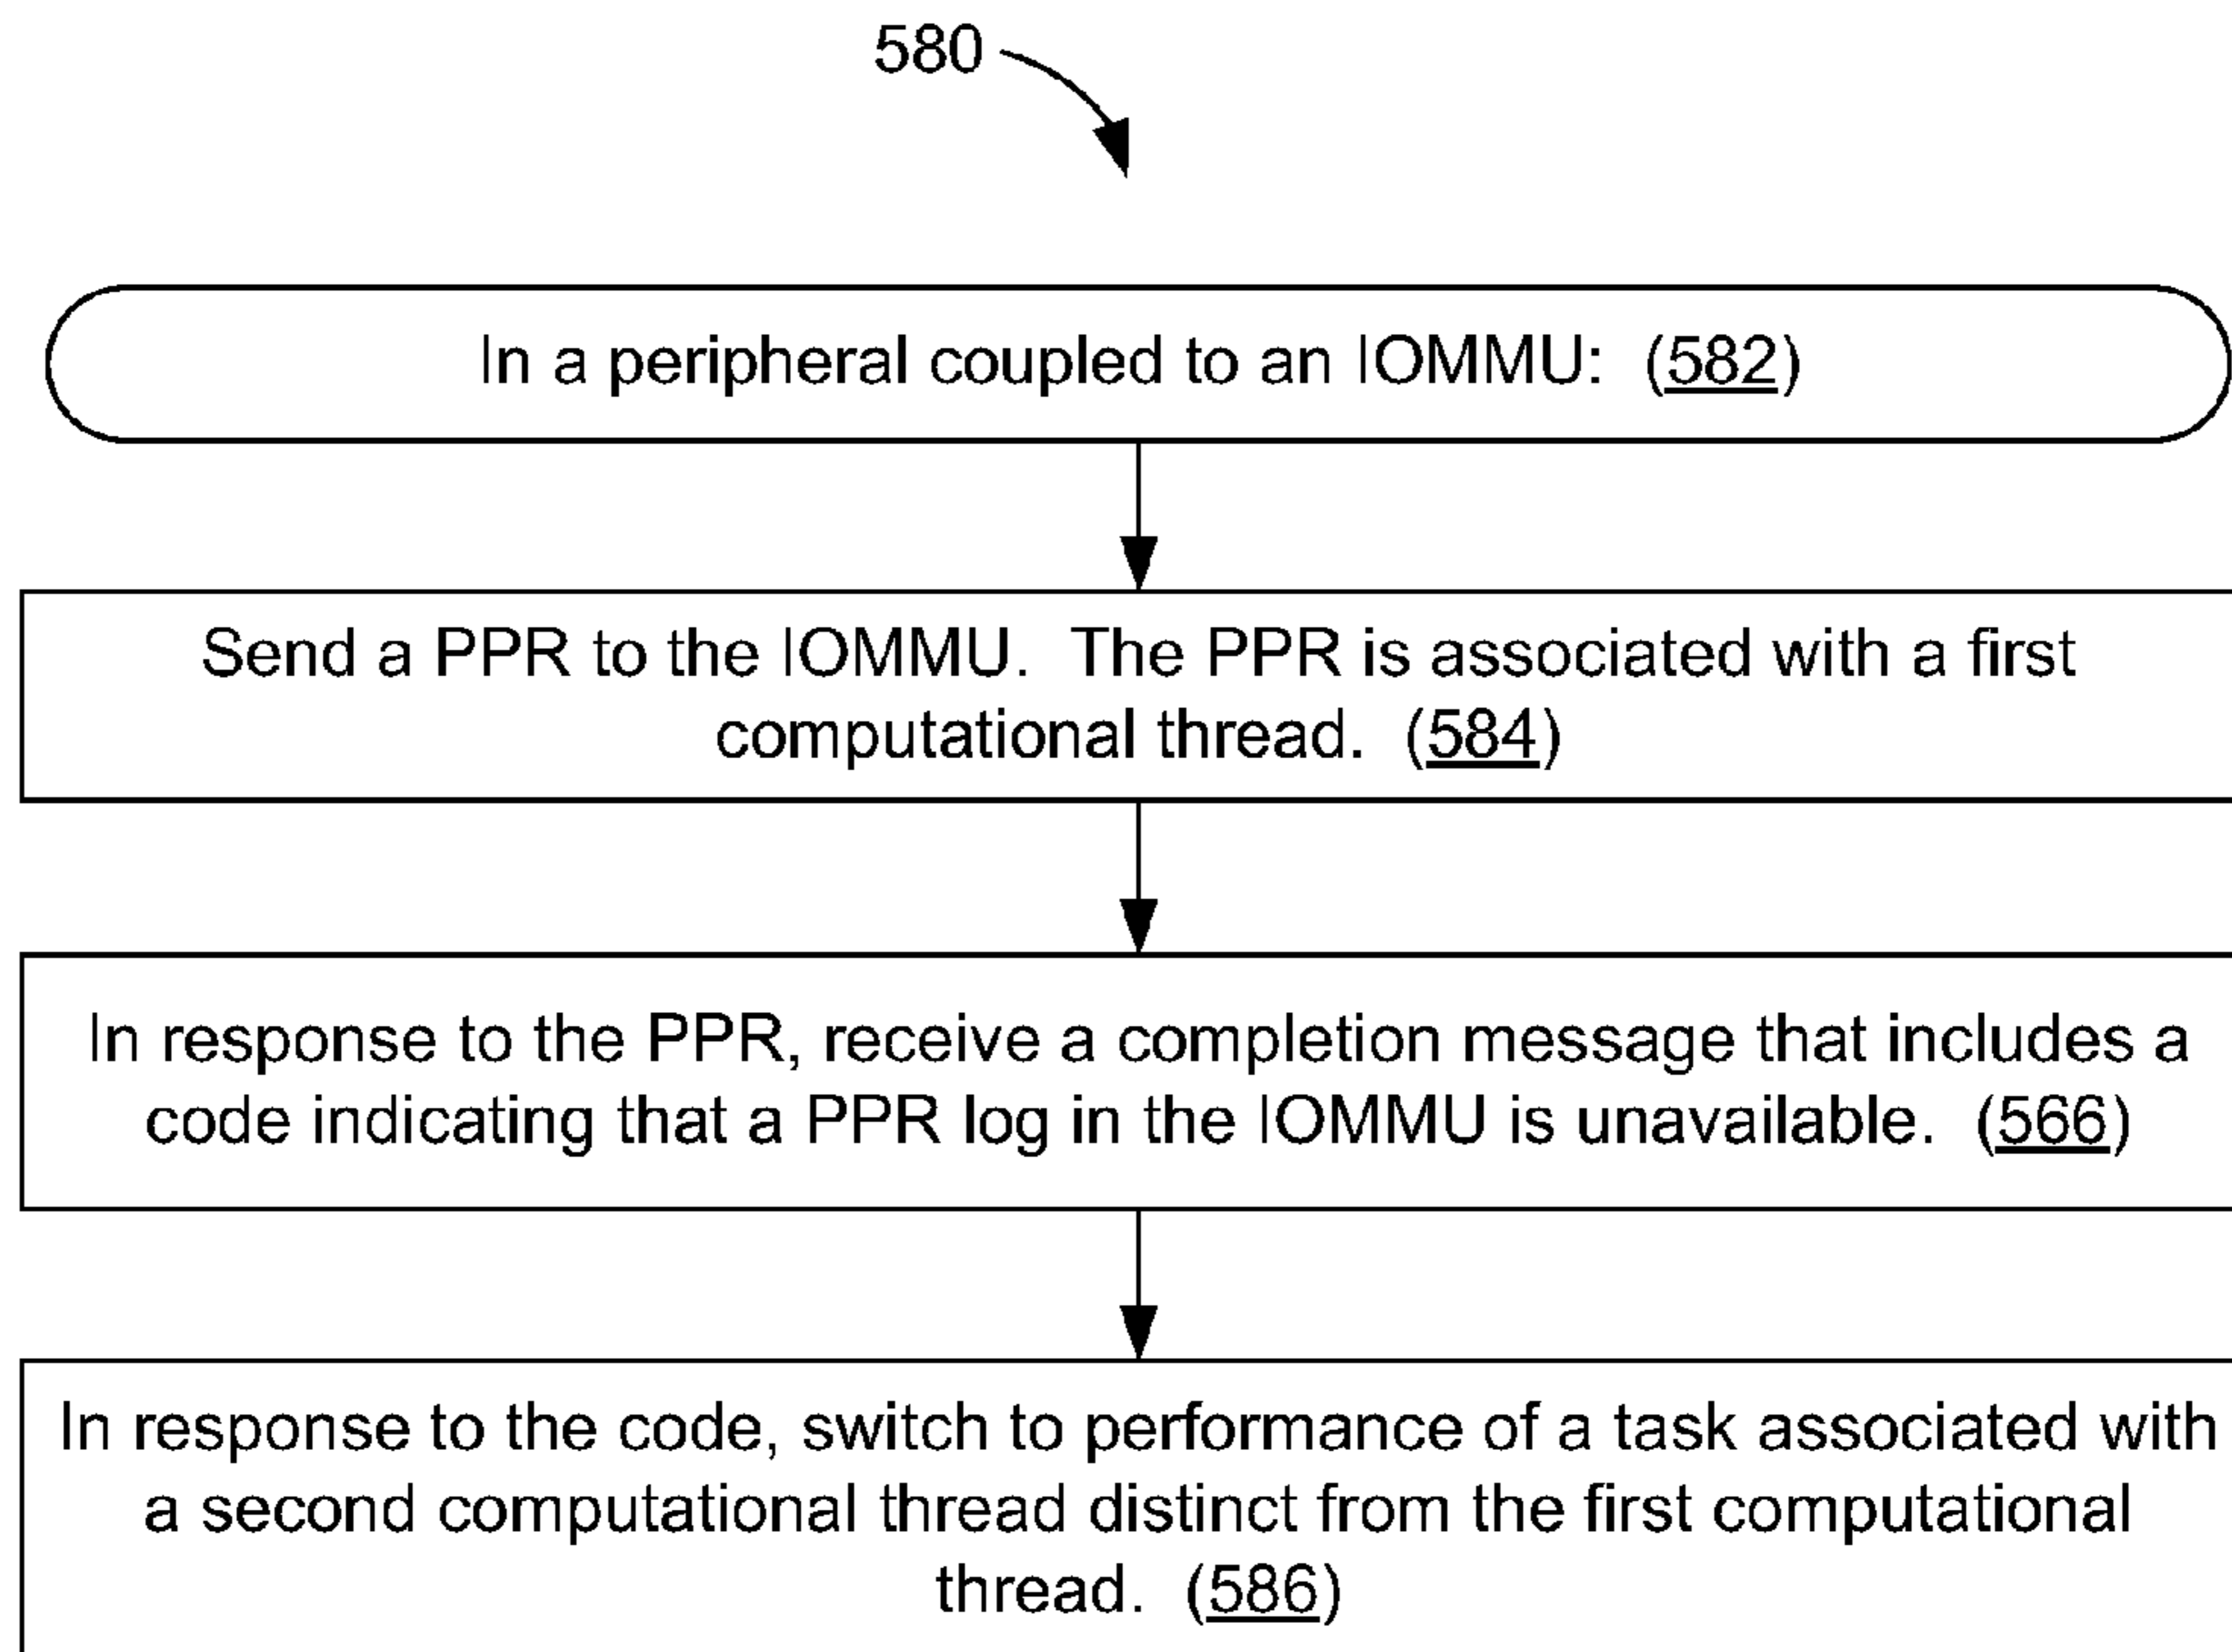 580
In a peripheral coupled to an IOMMU: (582)
Send a PPR to the IOMMU. The PPR is associated with a first
computational thread. (584)
In response to the PPR, receive a completion message that includes a
code indicating that a PPR log in the IOMMU is unavailable. (566)
In response to the code, switch to performance of a task associated with
a second computational thread distinct from the first computational
thread. (586)